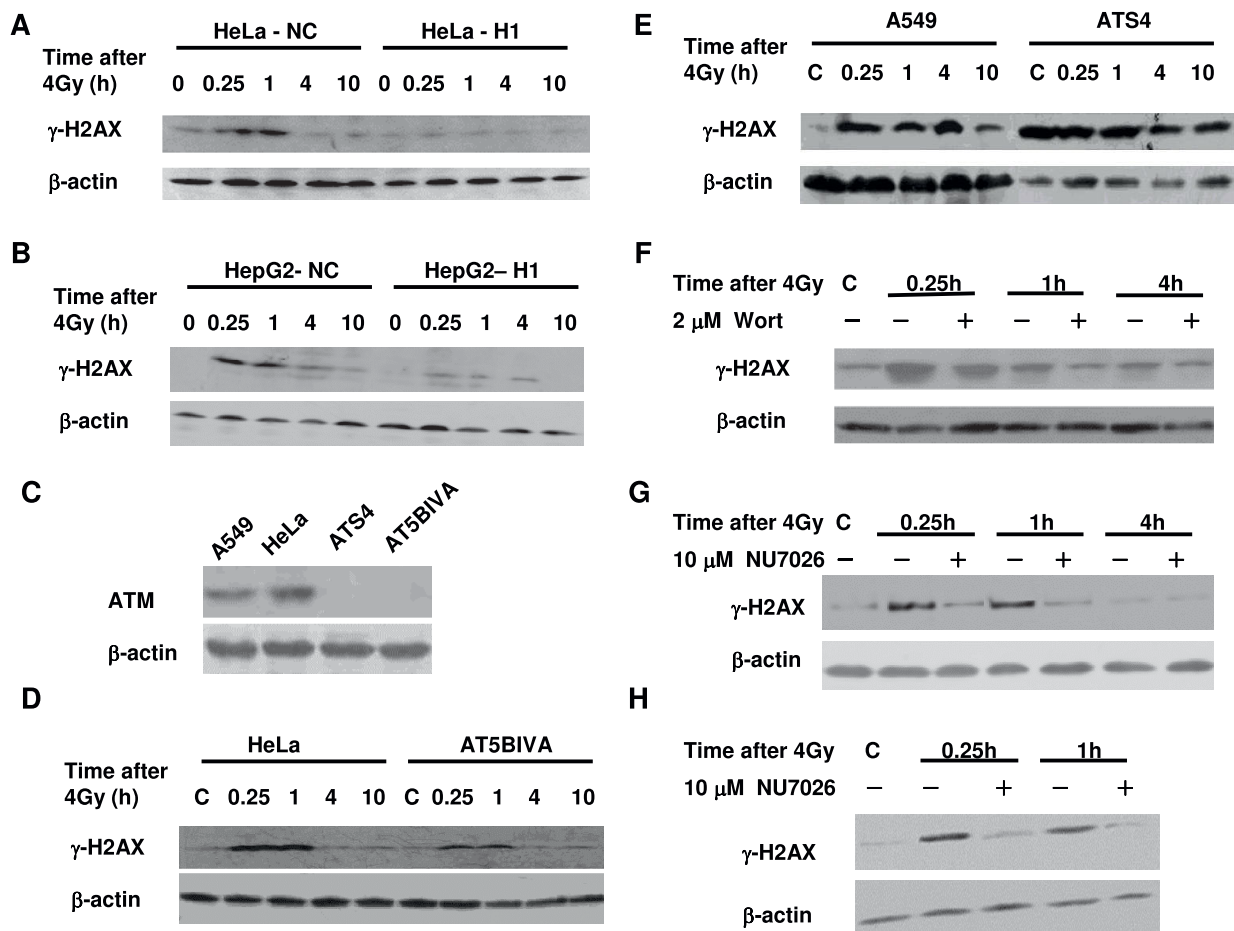 A
HeLa - NC HeLa - H1
Time after
4Gy (h) 0 0.25 1 4 10 0 0.25 1 4 10
γ-H2AX
β-actin
B
HepG2- NC HepG2– H1
Time after
4Gy (h) 0 0.25 1 4 10 0 0.25 1 4 10
γ-H2AX
β-actin
C
A549 HeLa ATS4 AT5BIVA
ATM
β-actin
D
HeLa AT5BIVA
Time after
4Gy (h) C 0.25 1 4 10 C 0.25 1 4 10
γ-H2AX
β-actin
E
A549 ATS4
Time after
4Gy (h) C 0.25 1 4 10 C 0.25 1 4 10
γ-H2AX
β-actin
F
Time after 4Gy C 0.25h 1h 4h
2 μM Wort − − + − + − +
γ-H2AX
β-actin
G
Time after 4Gy C 0.25h 1h 4h
10 μM NU7026 − − + − + − +
γ-H2AX
β-actin
H
Time after 4Gy C 0.25h 1h
10 μM NU7026 − − + − +
γ-H2AX
β-actin